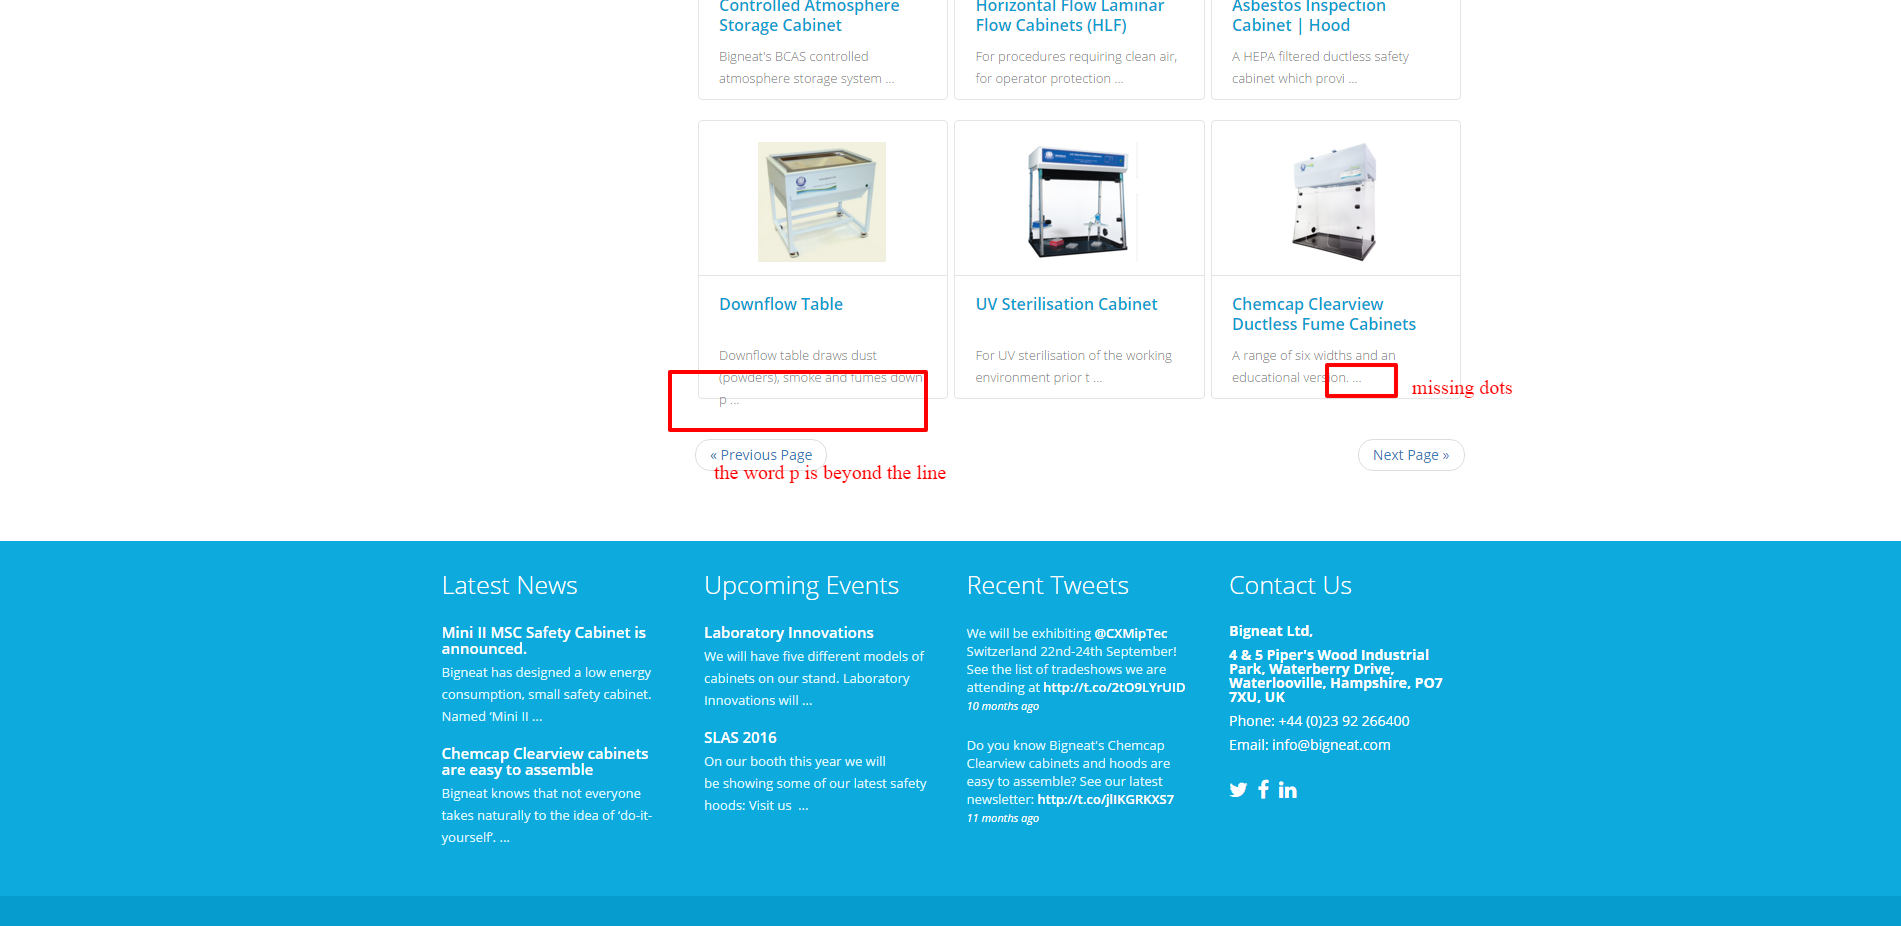 Controlled Atmosphere
Storage Cabinet
Bigneat's BCAS controlled
atmosphere storage system ...
Horizontal Flow Laminar
Flow Cabinets (HLF)
For procedures requiring clean air,
for operator protection ...
Asbestos Inspection
Cabinet | Hood
A HEPA filtered ductless safety
cabinet which provi ...
Downflow Table
Downflow table draws dust
(powders), smoke and fumes down
p ...
UV Sterilisation Cabinet
For UV sterilisation of the working
environment prior t ...
Chemcap Clearview
Ductless Fume Cabinets
A range of six widths and an
educational version. ...
missing dots
« Previous Page
Next Page »
the word p is beyond the line
Latest News
Mini II MSC Safety Cabinet is
announced.
Bigneat has designed a low energy
consumption, small safety cabinet.
Named ‘Mini II ...
Chemcap Clearview cabinets
are easy to assemble
Bigneat knows that not everyone
takes naturally to the idea of ‘do-it-
yourself’. ...
Upcoming Events
Laboratory Innovations
We will have five different models of
cabinets on our stand. Laboratory
Innovations will ...
SLAS 2016
On our booth this year we will
be showing some of our latest safety
hoods: Visit us ...
Recent Tweets
We will be exhibiting @CXMipTec
Switzerland 22nd-24th September!
See the list of tradeshows we are
attending at http://t.co/2tO9LYrUID
10 months ago
Do you know Bigneat's Chemcap
Clearview cabinets and hoods are
easy to assemble? See our latest
newsletter: http://t.co/jlIKGRKXS7
11 months ago
Contact Us
Bigneat Ltd,
4 & 5 Piper's Wood Industrial
Park, Waterberry Drive,
Waterlooville, Hampshire, PO7
7XU, UK
Phone: +44 (0)23 92 266400
Email: info@bigneat.com